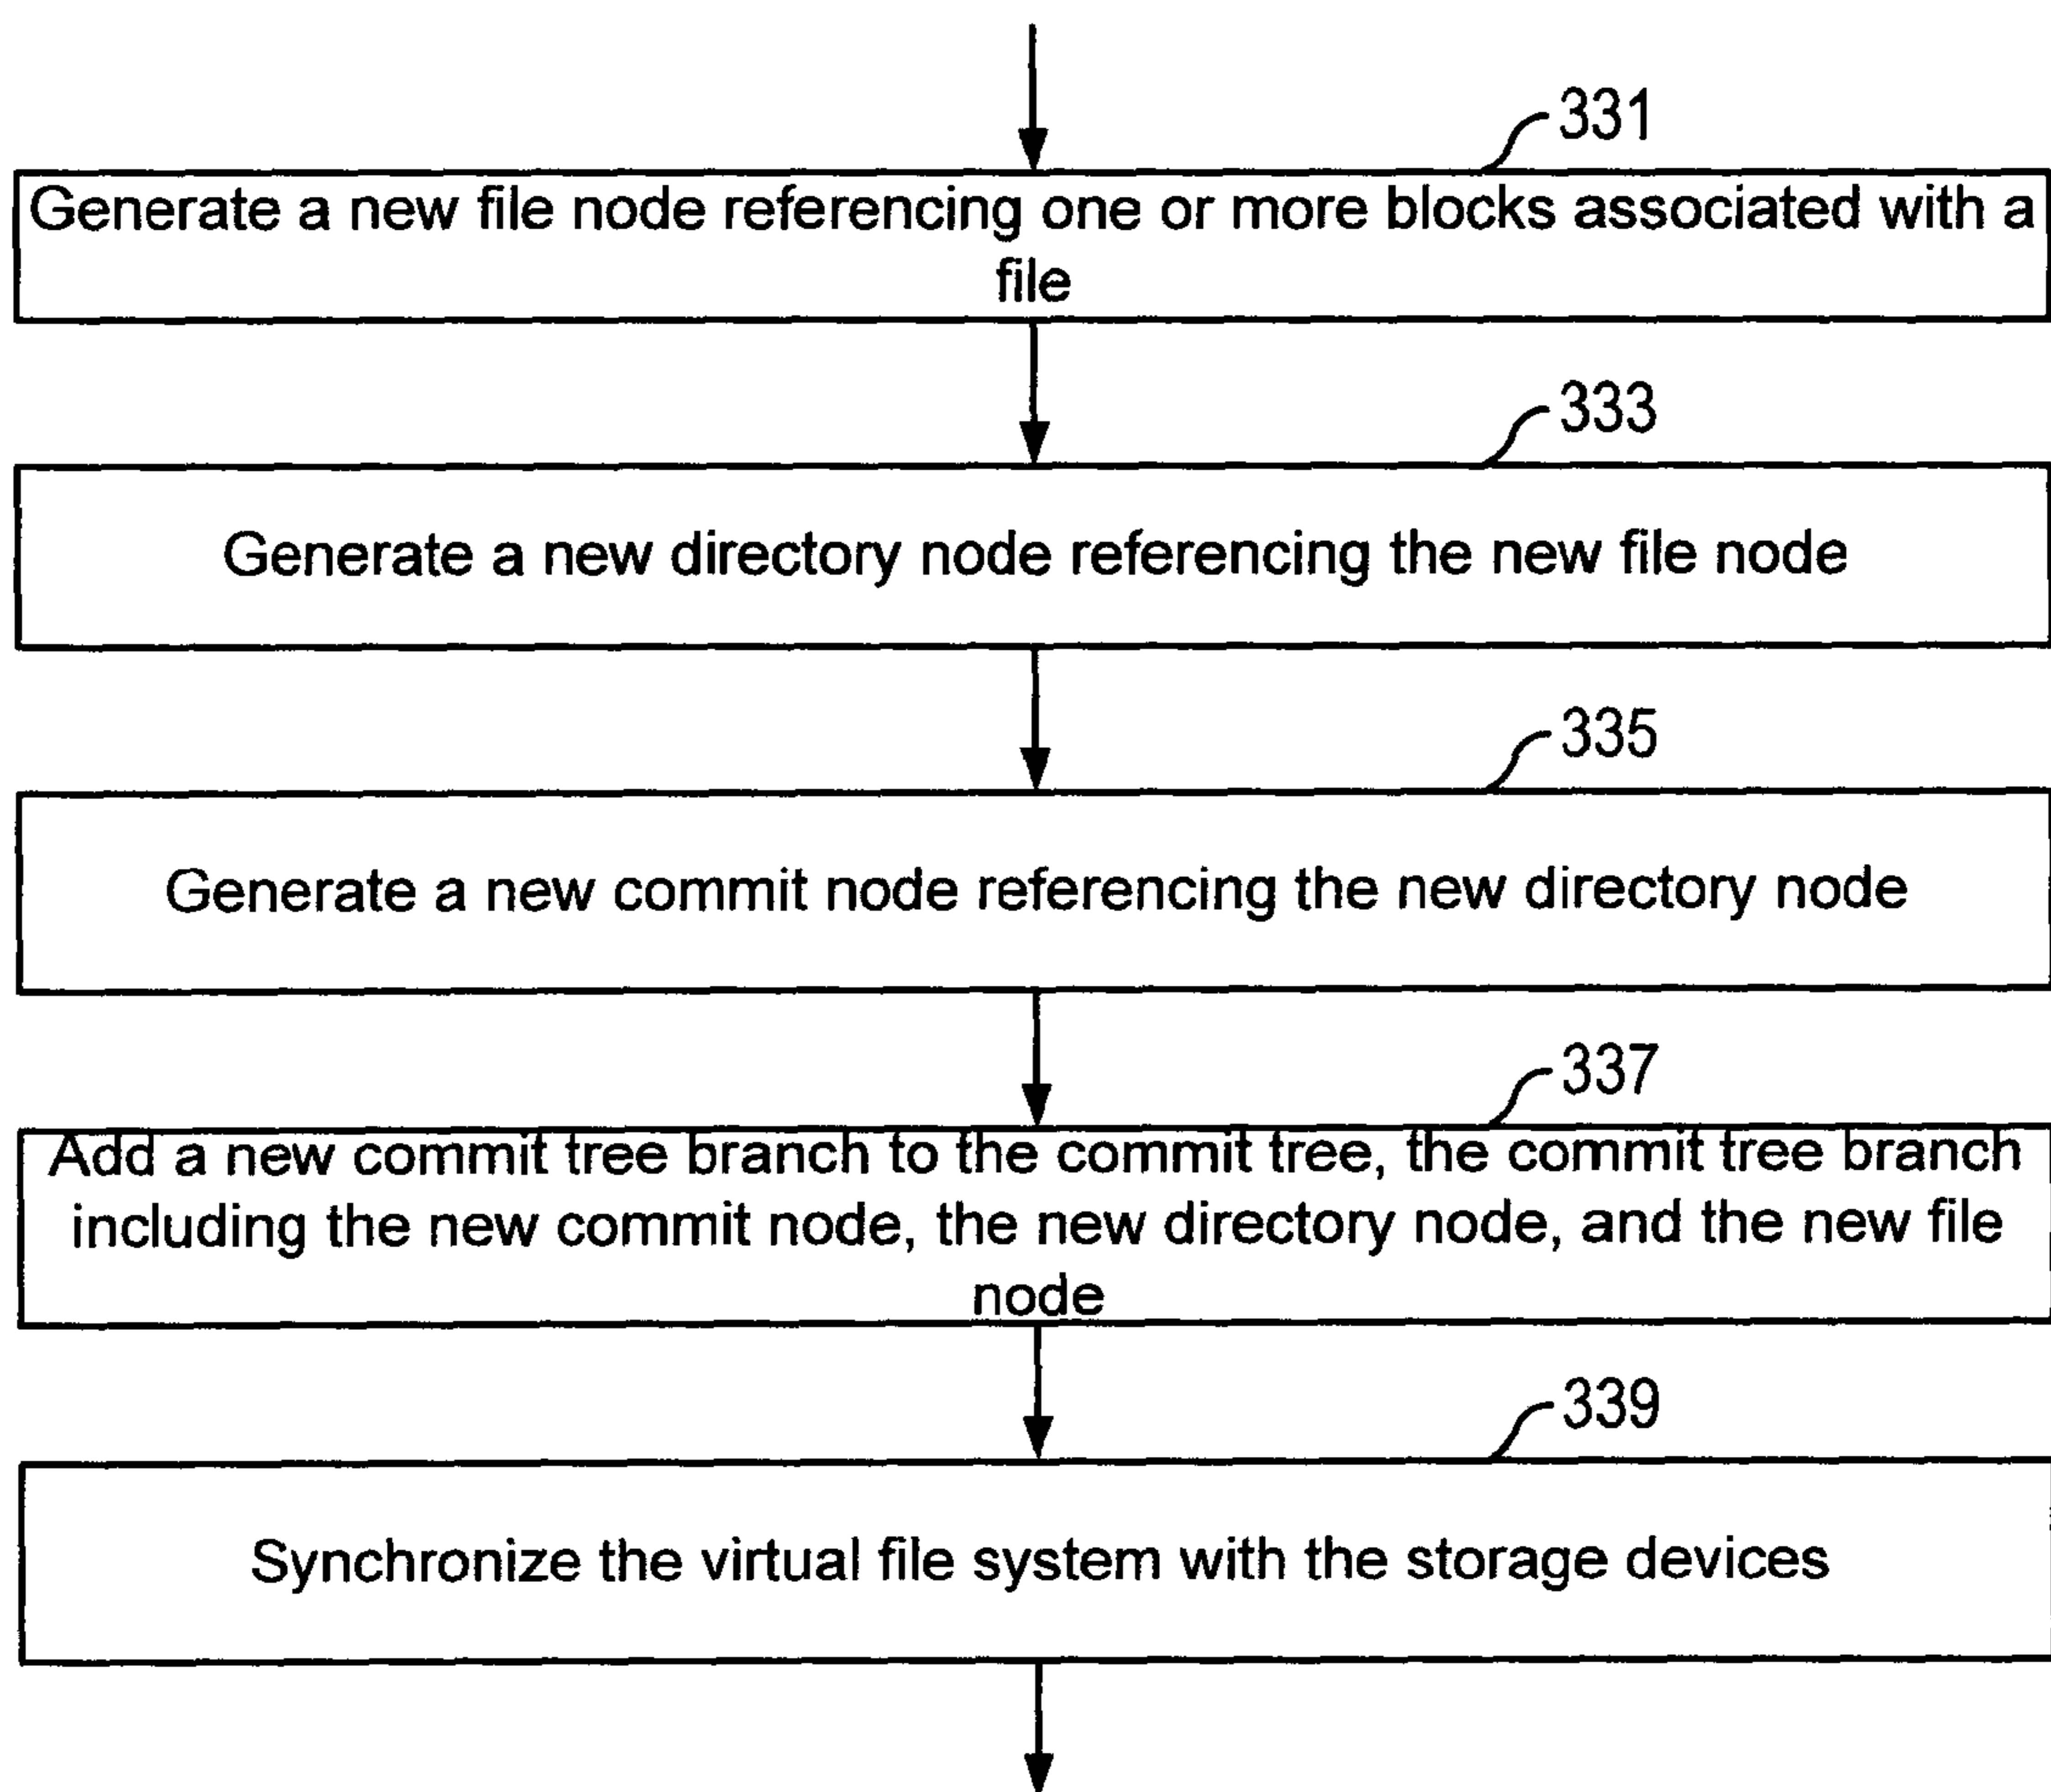 331
Generate a new file node referencing one or more blocks associated with a
file
333
Generate a new directory node referencing the new file node
335
Generate a new commit node referencing the new directory node
337
Add a new commit tree branch to the commit tree, the commit tree branch
including the new commit node, the new directory node, and the new file
node
339
Synchronize the virtual file system with the storage devices